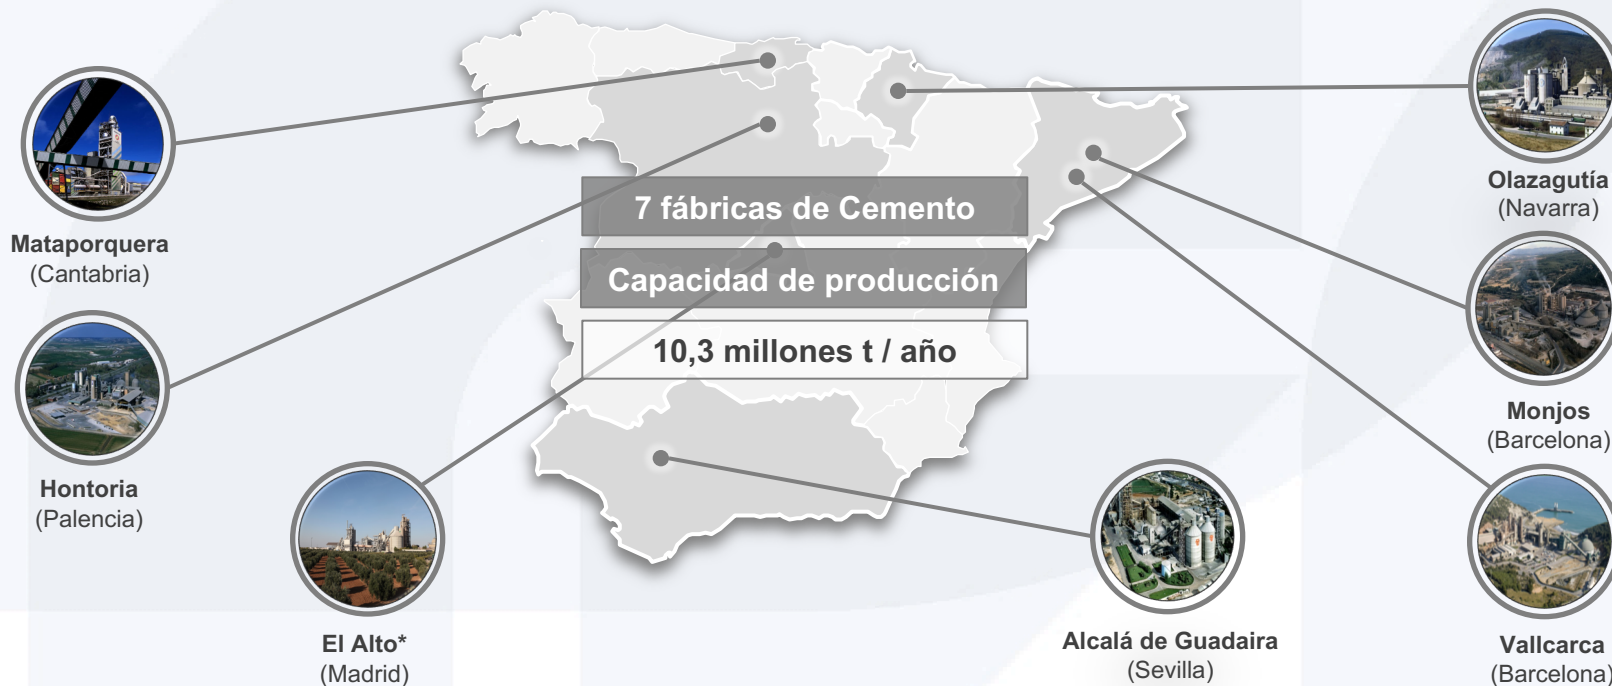 7 fábricas de Cemento
Capacidad de producción
10,3 millones t / año
Mataporquera
(Cantabria)
Hontoria
(Palencia)
El Alto*
(Madrid)
Alcalá de Guadaira
(Sevilla)
Olazagutía
(Navarra)
Monjos
(Barcelona)
Vallcarca
(Barcelona)